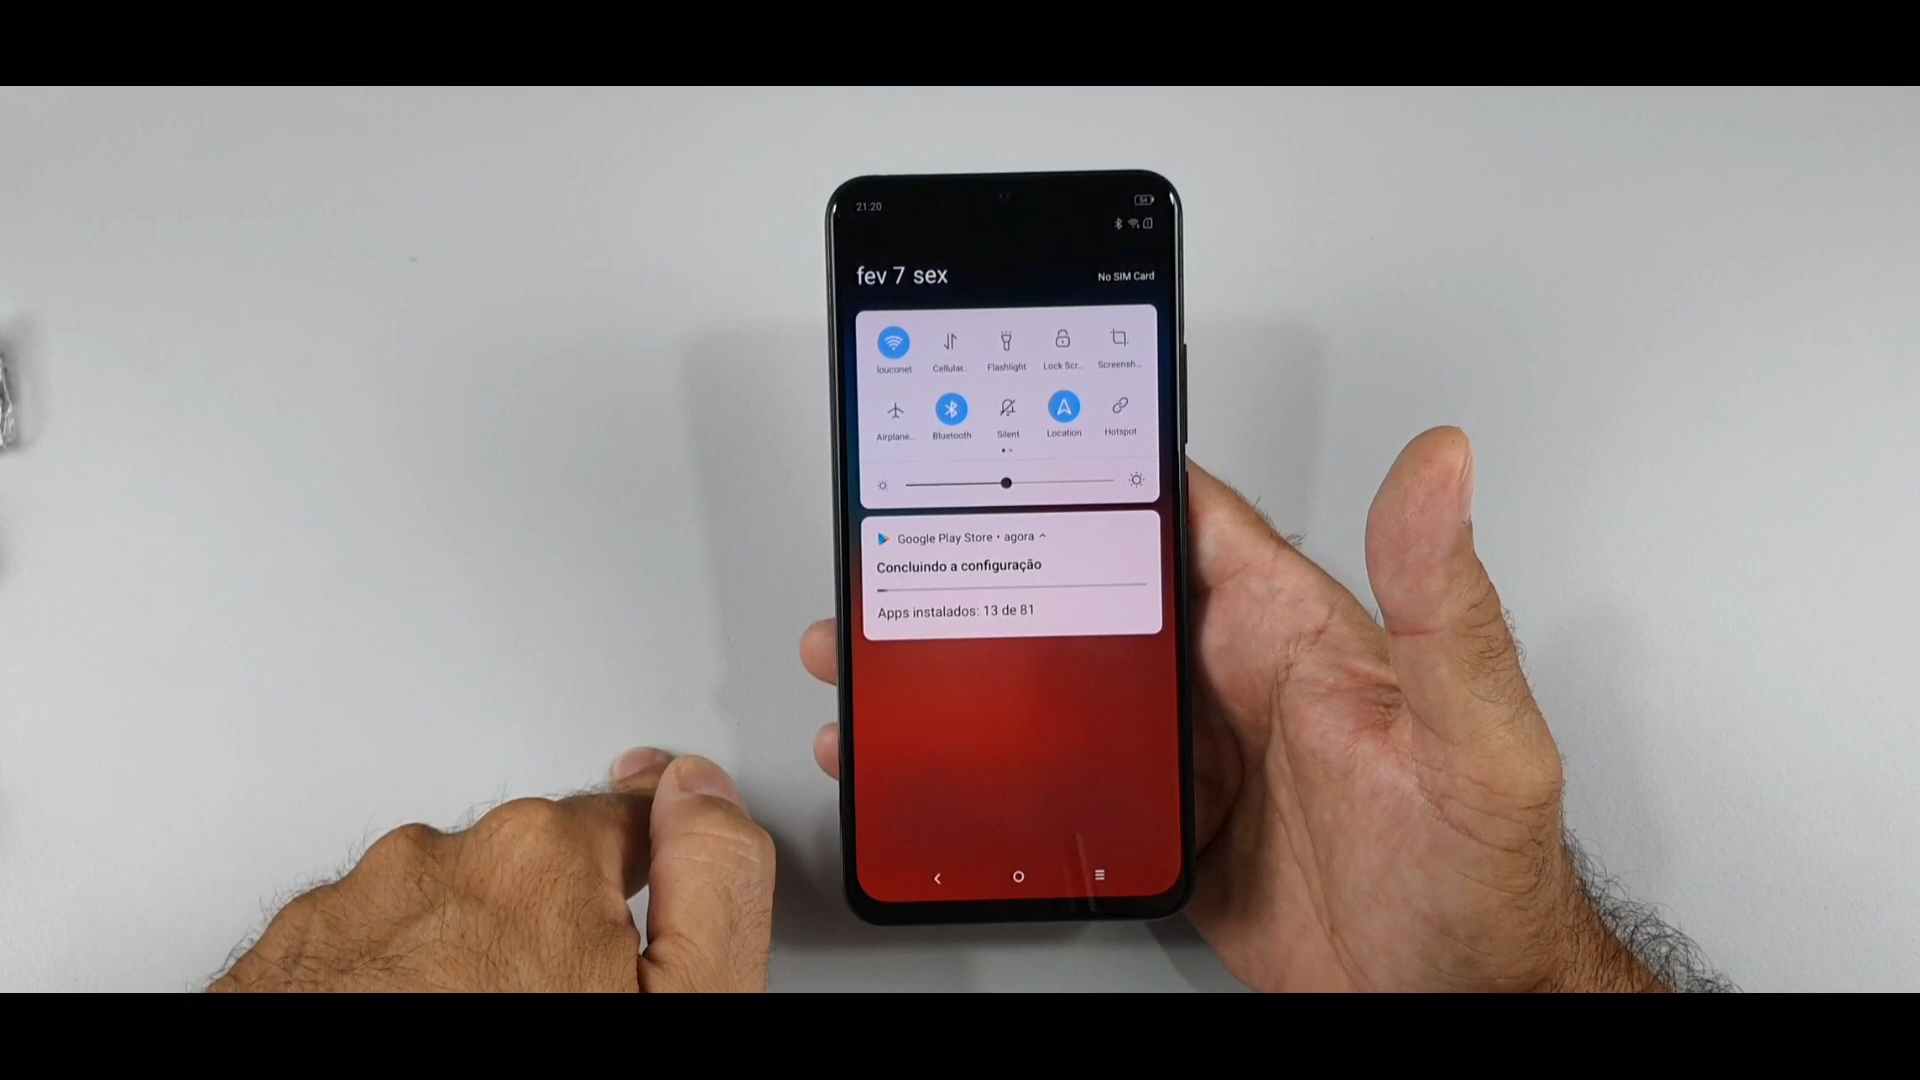 21:20
54
fev 7 sex
No SIM Card
louconet
Cellular..
Flashlight
Lock Scr...
Screensh...
Airplane...
Bluetooth
Silent
Location
Hotspot
Google Play Store • agora
Concluindo a configuração
Apps instalados: 13 de 81